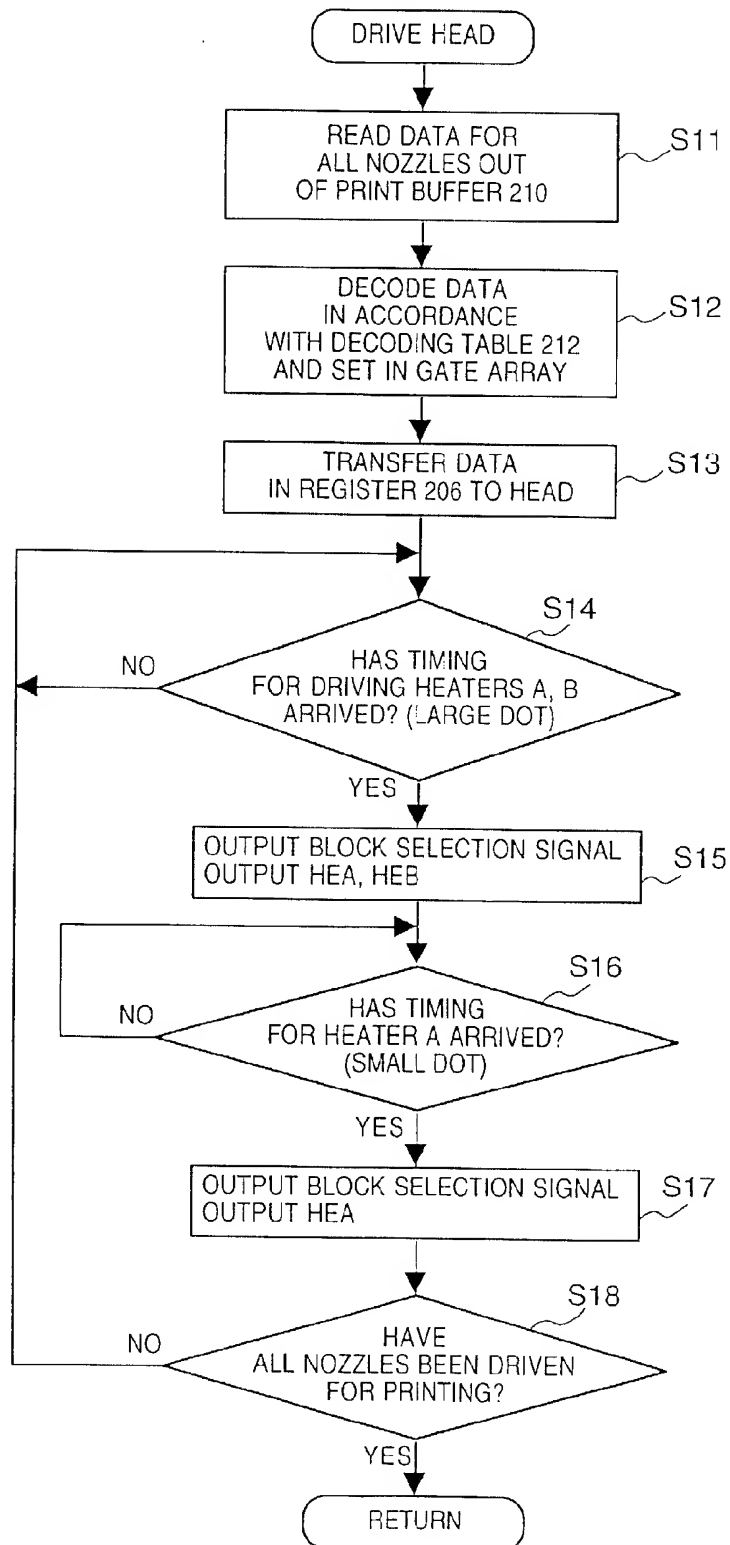 DRIVE HEAD
READ DATA FOR
ALL NOZZLES OUT
OF PRINT BUFFER 210
S11
DECODE DATA
IN ACCORDANCE
WITH DECODING TABLE 212
AND SET IN GATE ARRAY
S12
TRANSFER DATA
IN REGISTER 206 TO HEAD
S13
S14
NO
HAS TIMING
FOR DRIVING HEATERS A, B
ARRIVED? (LARGE DOT)
YES
OUTPUT BLOCK SELECTION SIGNAL
OUTPUT HEA, HEB
S15
S16
NO
HAS TIMING
FOR HEATER A ARRIVED?
(SMALL DOT)
YES
OUTPUT BLOCK SELECTION SIGNAL
OUTPUT HEA
S17
S18
NO
HAVE
ALL NOZZLES BEEN DRIVEN
FOR PRINTING?
YES
RETURN